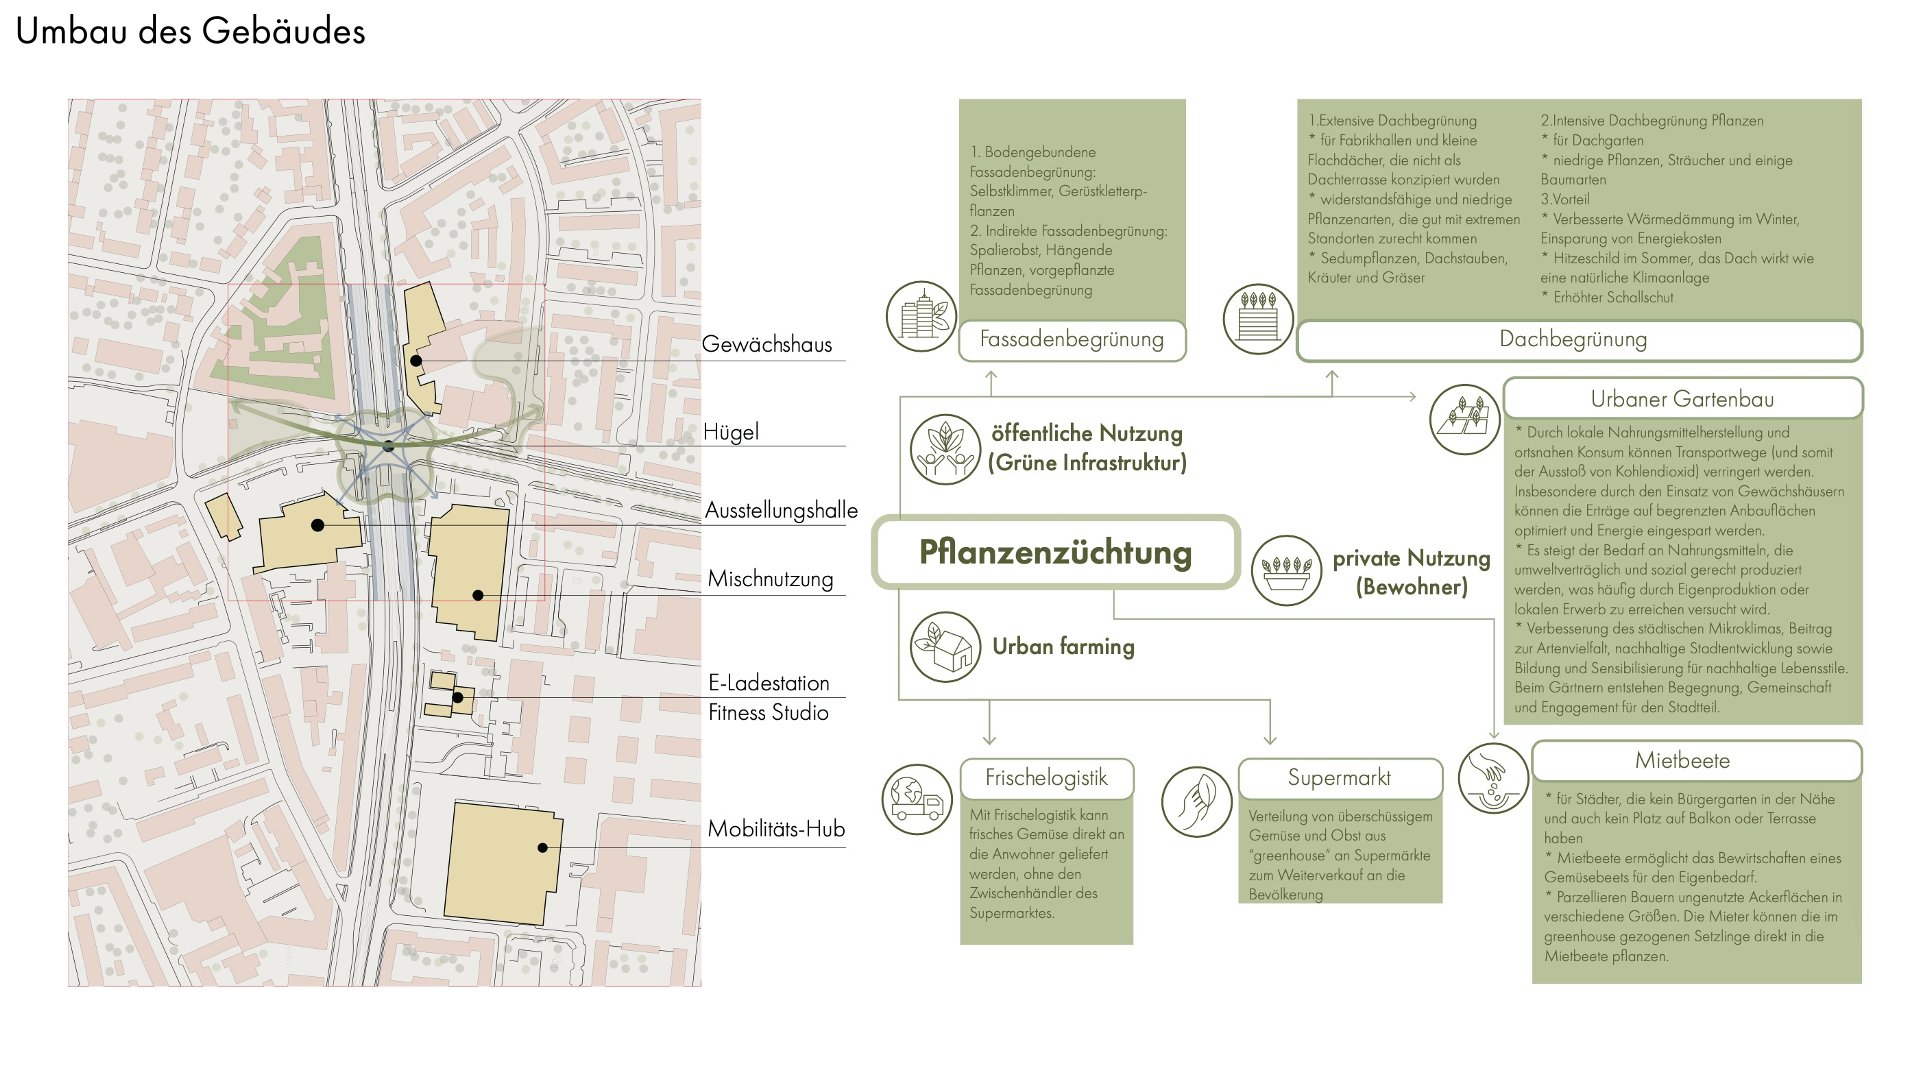 Umbau des Gebäudes
Gewächshaus
Hügel
Ausstellungshalle
Mischnutzung
E-Ladestation
Fitness Studio
Mobilitäts-Hub
1. Bodengebundene
Fassadenbegrünung:
Selbstklimmer, Gerüstkletterp-
flanzen
2. Indirekte Fassadenbegrünung:
Spalierobst, Hängende
Pflanzen, vorgepflanzte
Fassadenbegrünung
Fassadenbegrünung
1.Extensive Dachbegrünung
* für Fabrikhallen und kleine
Flachdächer, die nicht als
Dachterrasse konzipiert wurden
* widerstandsfähige und niedrige
Pflanzenarten, die gut mit extremen
Standorten zurecht kommen
* Sedumpflanzen, Dachstauben,
Kräuter und Gräser
2.Intensive Dachbegrünung Pflanzen
* für Dachgarten
* niedrige Pflanzen, Sträucher und einige
Baumarten
3.Vorteil
* Verbesserte Wärmedämmung im Winter,
Einsparung von Energiekosten
* Hitzeschild im Sommer, das Dach wirkt wie
eine natürliche Klimaanlage
* Erhöhter Schallschut
Dachbegrünung
öffentliche Nutzung
(Grüne Infrastruktur)
Urbaner Gartenbau
* Durch lokale Nahrungsmittelherstellung und
ortsnahen Konsum können Transportwege (und somit
der Ausstoß von Kohlendioxid) verringert werden.
Insbesondere durch den Einsatz von Gewächshäusern
können die Erträge auf begrenzten Anbauflächen
optimiert und Energie eingespart werden.
* Es steigt der Bedarf an Nahrungsmitteln, die
umweltverträglich und sozial gerecht produziert
werden, was häufig durch Eigenproduktion oder
lokalen Erwerb zu erreichen versucht wird.
* Verbesserung des städtischen Mikroklimas, Beitrag
zur Artenvielfalt, nachhaltige Stadtentwicklung sowie
Bildung und Sensibilisierung für nachhaltige Lebensstile.
Beim Gärtnern entstehen Begegnung, Gemeinschaft
und Engagement für den Stadtteil.
Pflanzenzüchtung
private Nutzung
(Bewohner)
Urban farming
Frischelogistik
Mit Frischelogistik kann
frisches Gemüse direkt an
die Anwohner geliefert
werden, ohne den
Zwischenhändler des
Supermarktes.
Supermarkt
Verteilung von überschüssigem
Gemüse und Obst aus
“greenhouse” an Supermärkte
zum Weiterverkauf an die
Bevölkerung
Mietbeete
* für Städter, die kein Bürgergarten in der Nähe
und auch kein Platz auf Balkon oder Terrasse
haben
* Mietbeete ermöglicht das Bewirtschaften eines
Gemüsebeets für den Eigenbedarf.
* Parzellieren Bauern ungenutzte Ackerflächen in
verschiedene Größen. Die Mieter können die im
greenhouse gezogenen Setzlinge direkt in die
Mietbeete pflanzen.